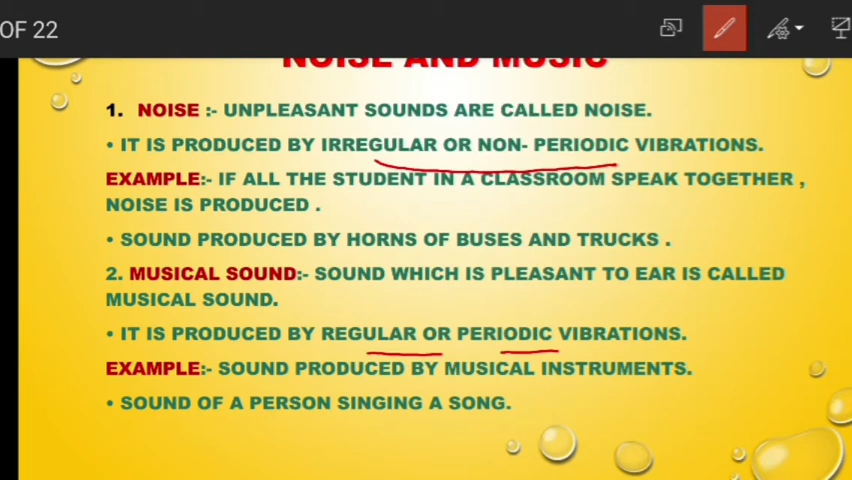 OF 22
NOISE AND MUSIC
1. NOISE :- UNPLEASANT SOUNDS ARE CALLED NOISE.
• IT IS PRODUCED BY IRREGULAR OR NON- PERIODIC VIBRATIONS.
EXAMPLE:- IF ALL THE STUDENT IN A CLASSROOM SPEAK TOGETHER ,
NOISE IS PRODUCED .
• SOUND PRODUCED BY HORNS OF BUSES AND TRUCKS .
2. MUSICAL SOUND:- SOUND WHICH IS PLEASANT TO EAR IS CALLED
MUSICAL SOUND.
• IT IS PRODUCED BY REGULAR OR PERIODIC VIBRATIONS.
EXAMPLE:- SOUND PRODUCED BY MUSICAL INSTRUMENTS.
• SOUND OF A PERSON SINGING A SONG.